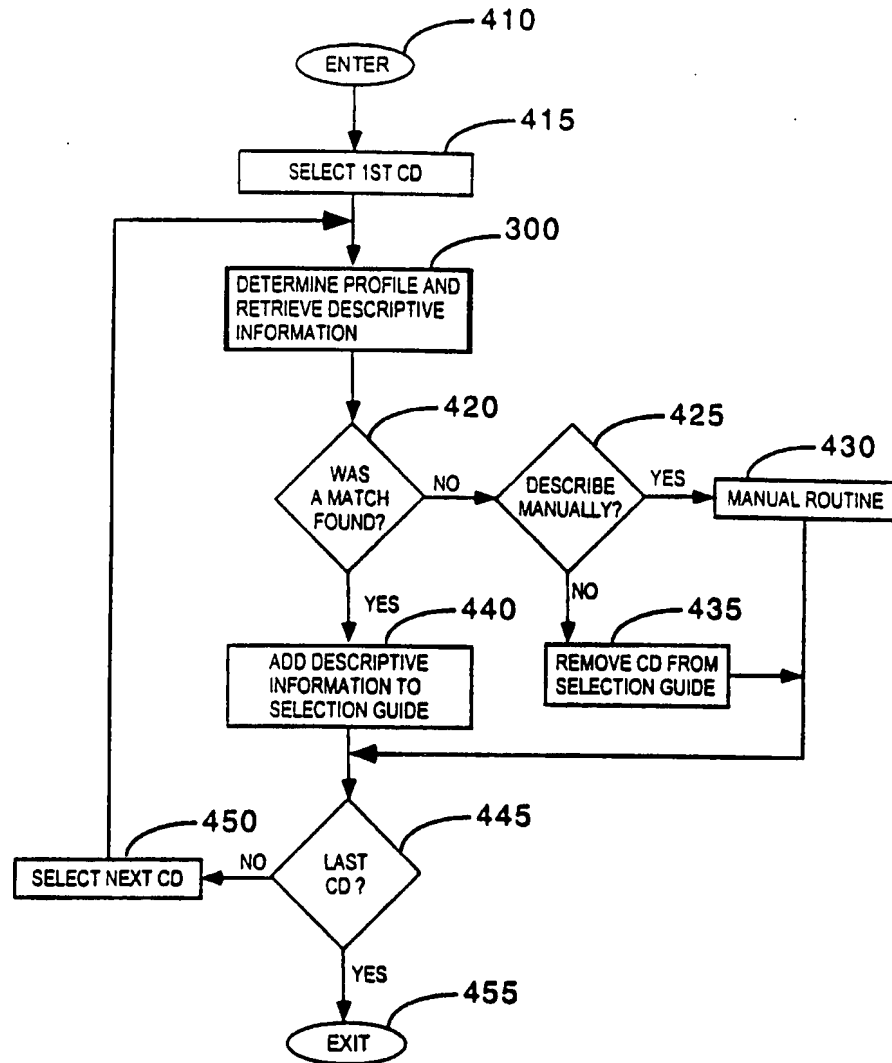 410
ENTER
415
SELECT 1ST CD
300
DETERMINE PROFILE AND
RETRIEVE DESCRIPTIVE
INFORMATION
420
WAS
A MATCH
FOUND?
NO
425
DESCRIBE
MANUALLY?
YES
430
MANUAL ROUTINE
YES
NO
440
ADD DESCRIPTIVE
INFORMATION TO
SELECTION GUIDE
435
REMOVE CD FROM
SELECTION GUIDE
445
LAST
CD ?
NO
450
SELECT NEXT CD
YES
455
EXIT